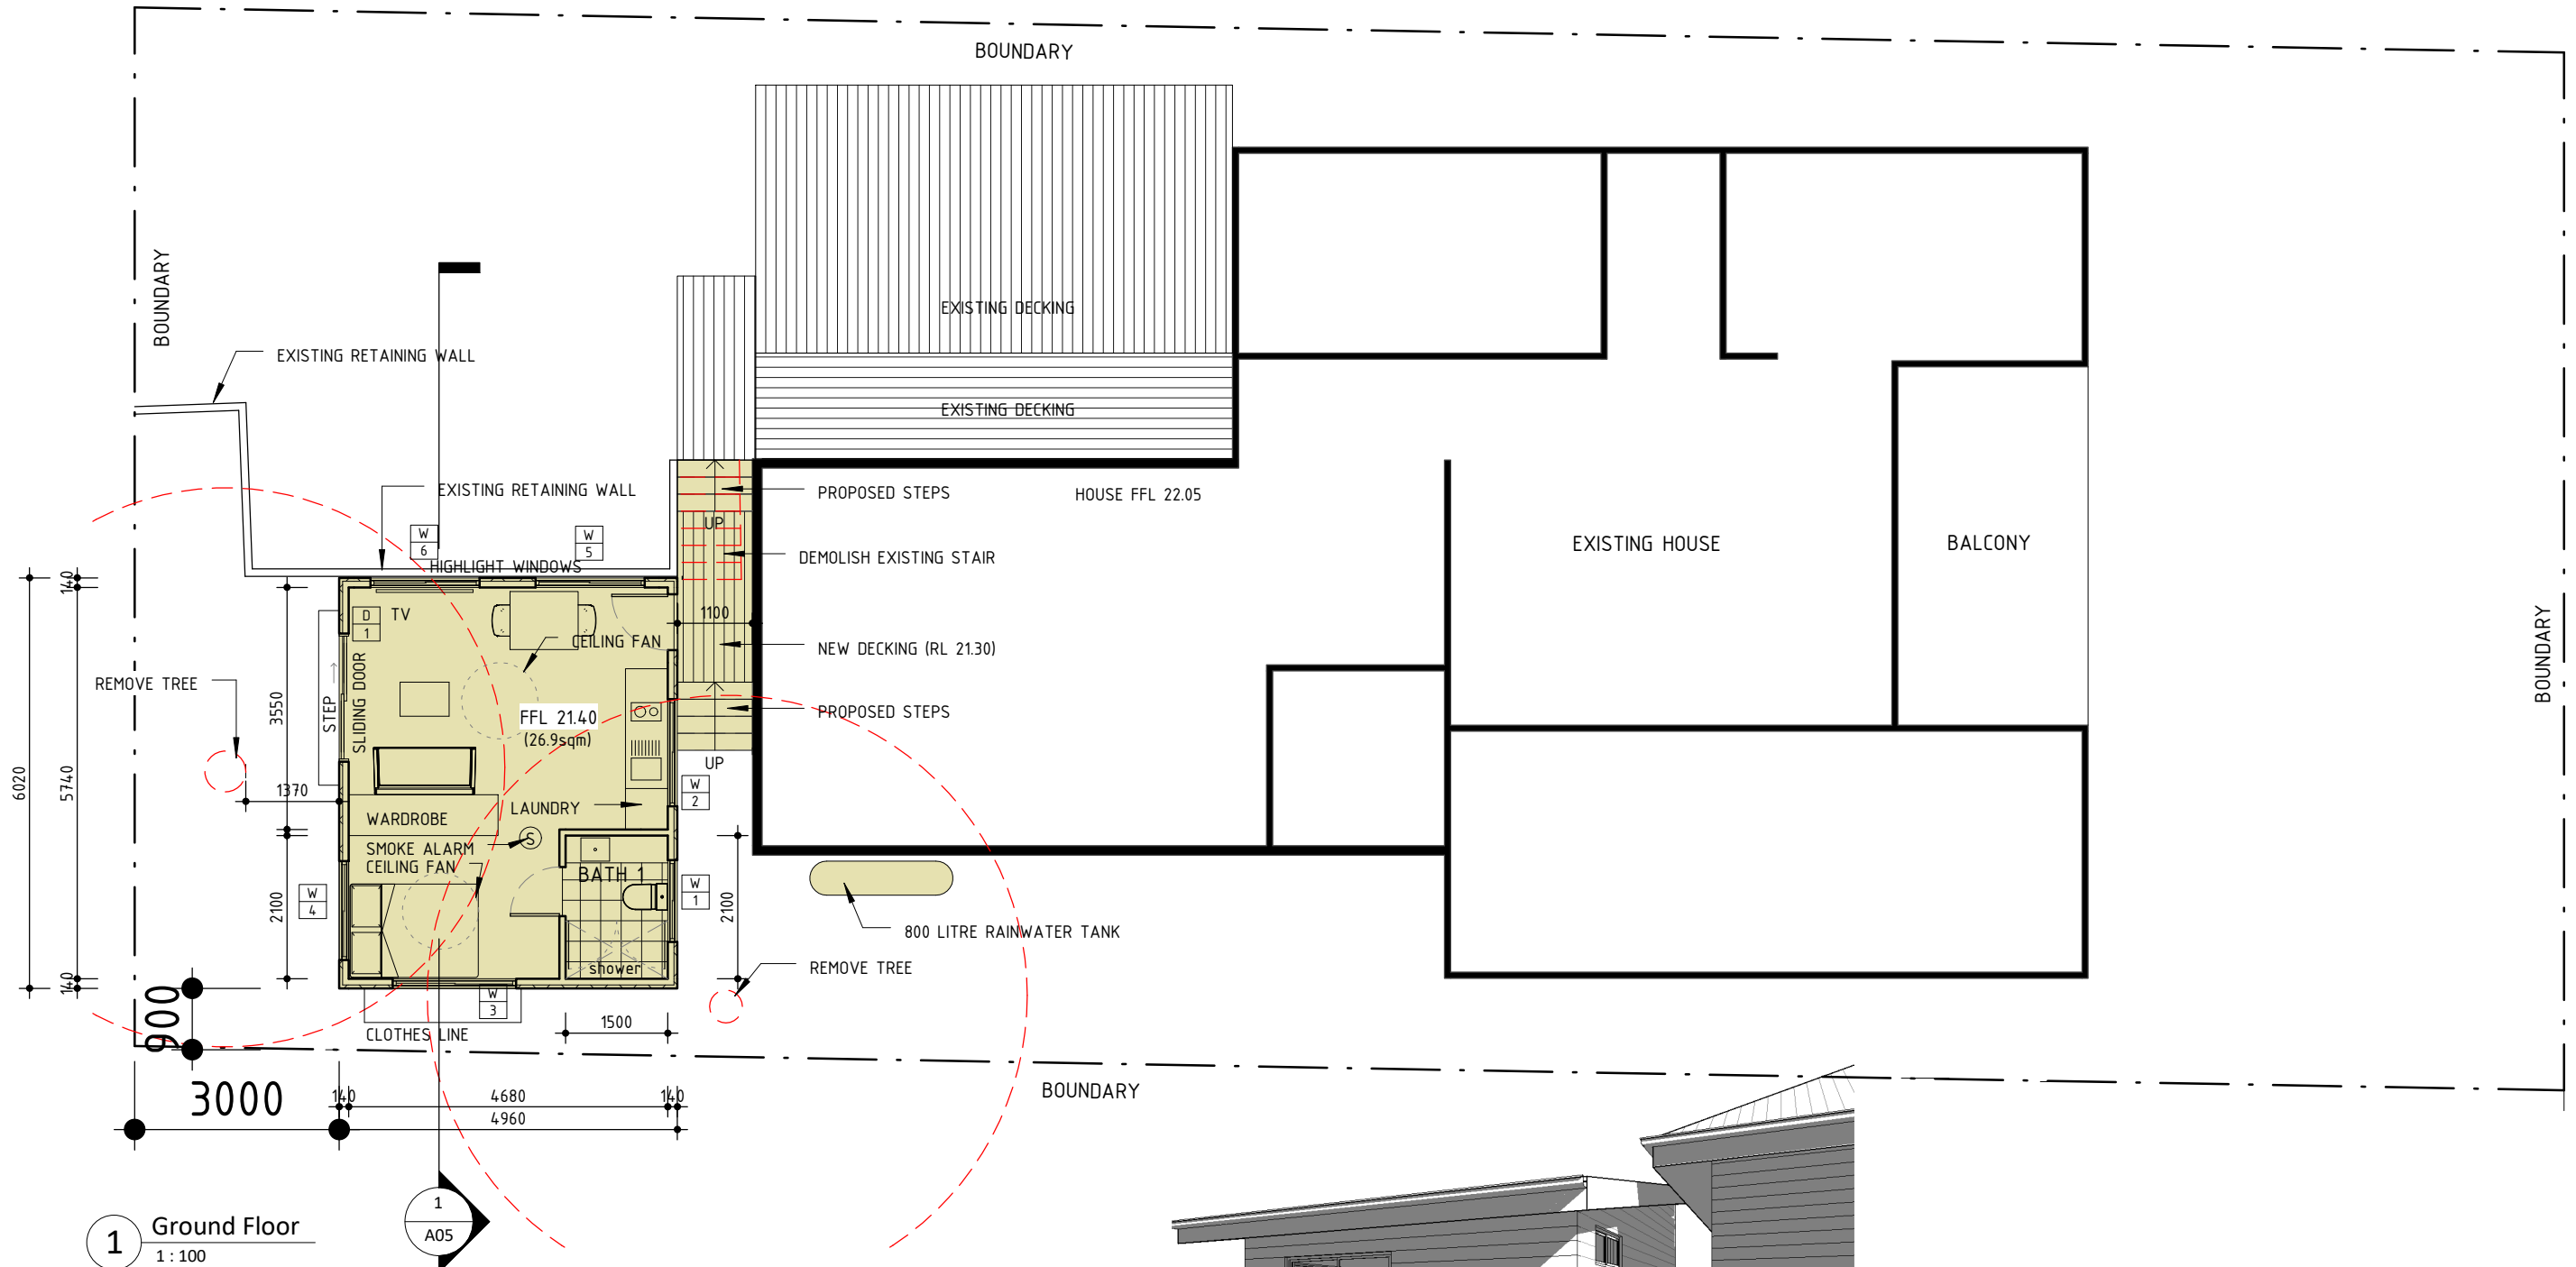 BOUNDARY
BOUNDARY
EXISTING DECKING
EXISTING RETAINING WALL
EXISTING DECKING
EXISTING RETAINING WALL
PROPOSED STEPS
HOUSE FFL 22.05
UP
W
6
W
5
DEMOLISH EXISTING STAIR
EXISTING HOUSE
BALCONY
HIGHLIGHT WINDOWS
140
D
1
TV
1100
CEILING FAN
NEW DECKING (RL 21.30)
BOUNDARY
REMOVE TREE
3550
STEP
SLIDING DOOR
FFL 21.40
(26.9sqm)
PROPOSED STEPS
UP
6020
5740
1370
W
2
LAUNDRY
WARDROBE
S
SMOKE ALARM
CEILING FAN
BATH 1
W
4
2100
W
1
2100
800 LITRE RAINWATER TANK
shower
REMOVE TREE
140
900
W
3
1500
CLOTHES LINE
BOUNDARY
3000
140
4680
140
4960
1
A05
1
Ground Floor
1 : 100